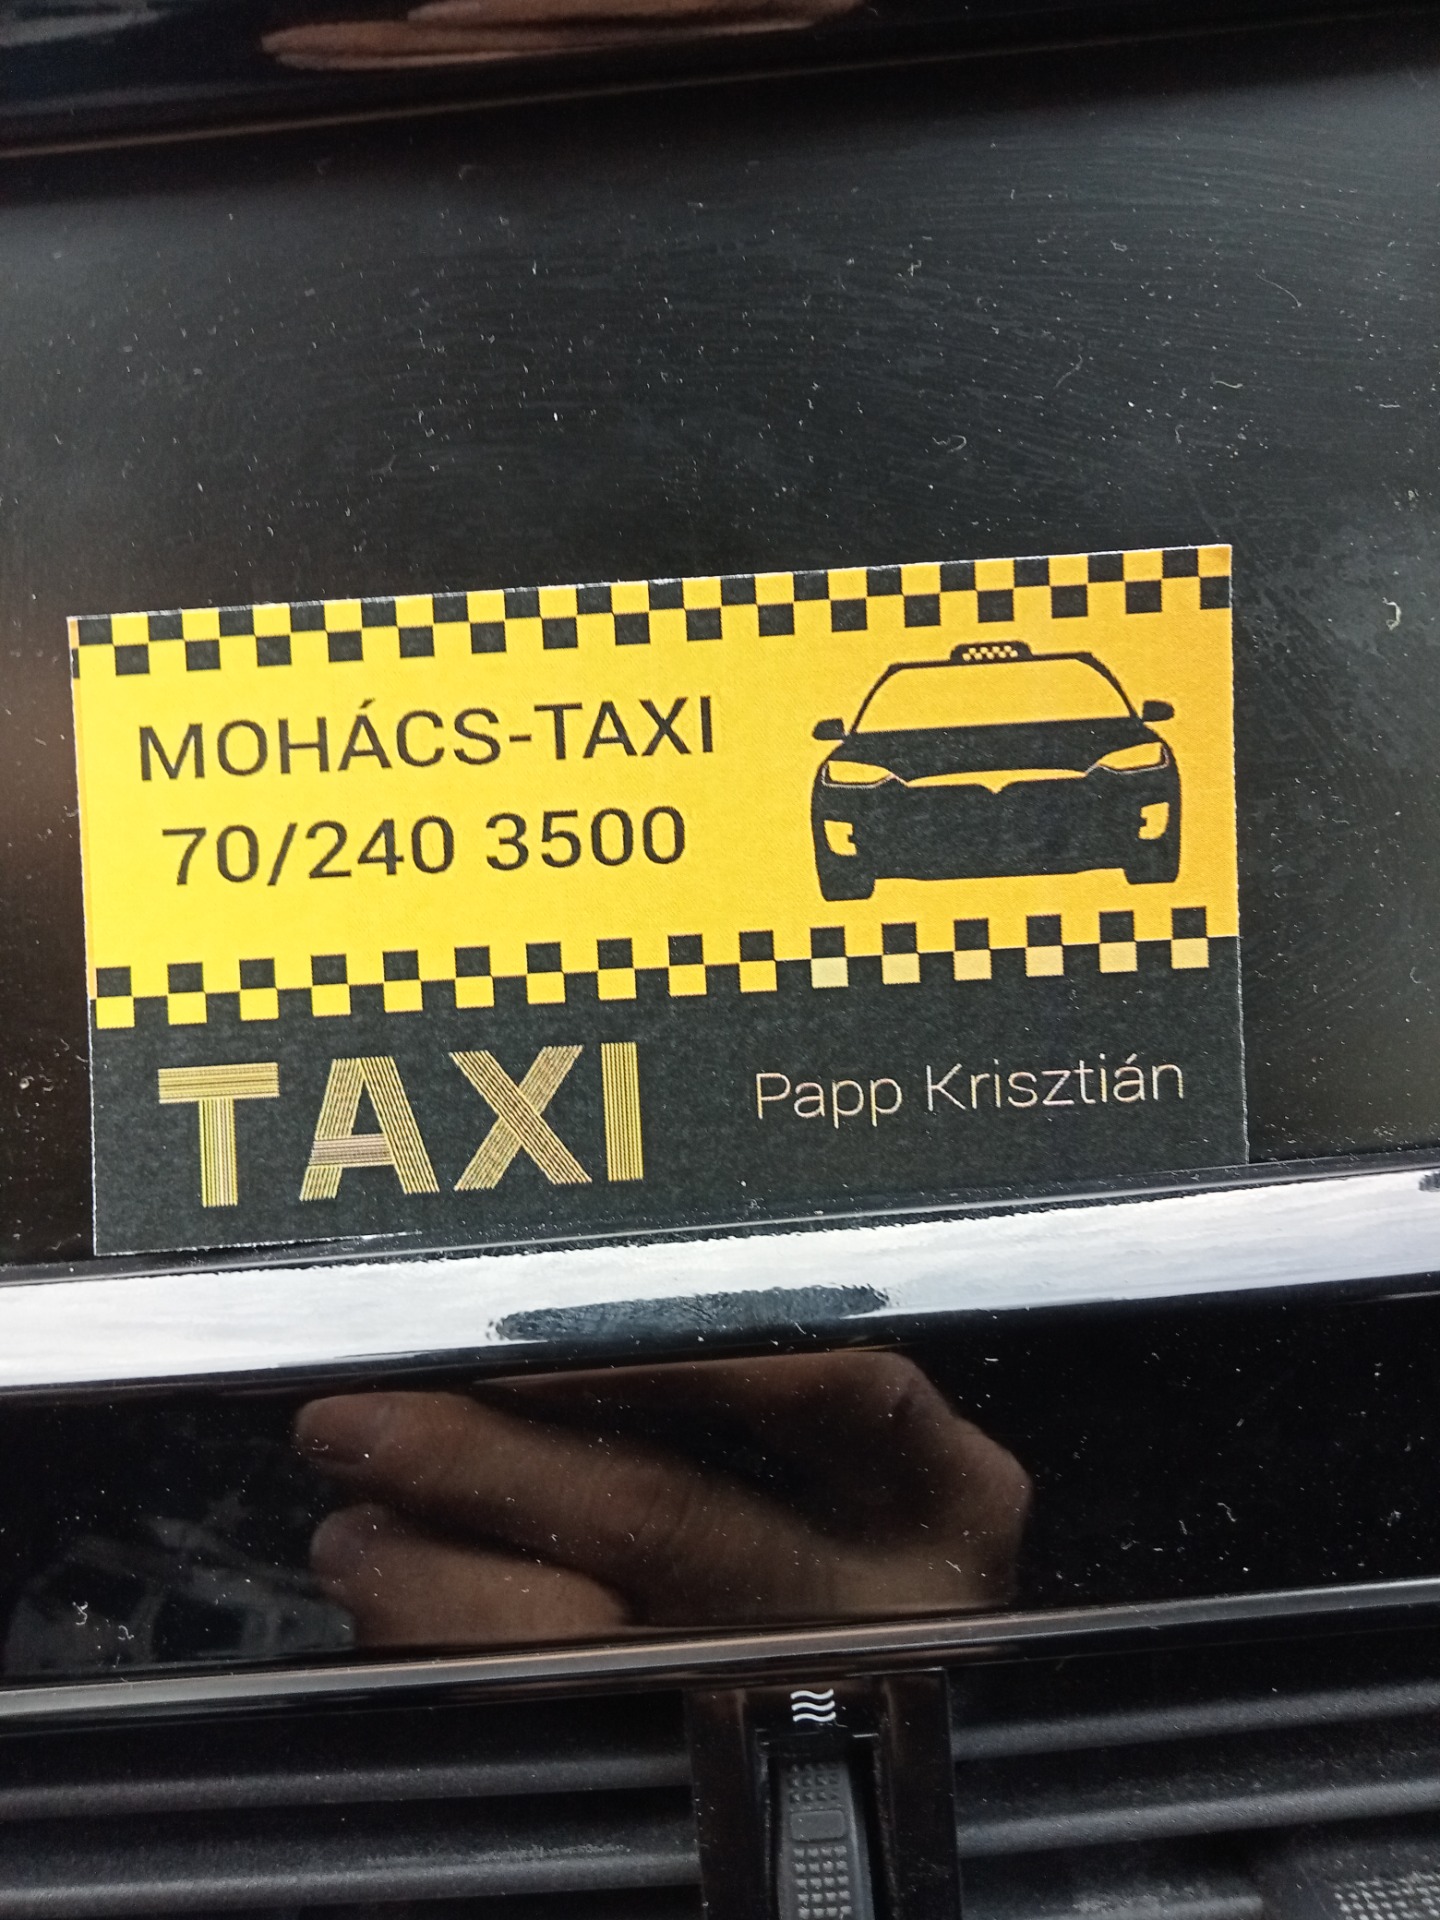 MOHÁCS-TAXI
70/240 3500
TAXI
Papp Krisztián